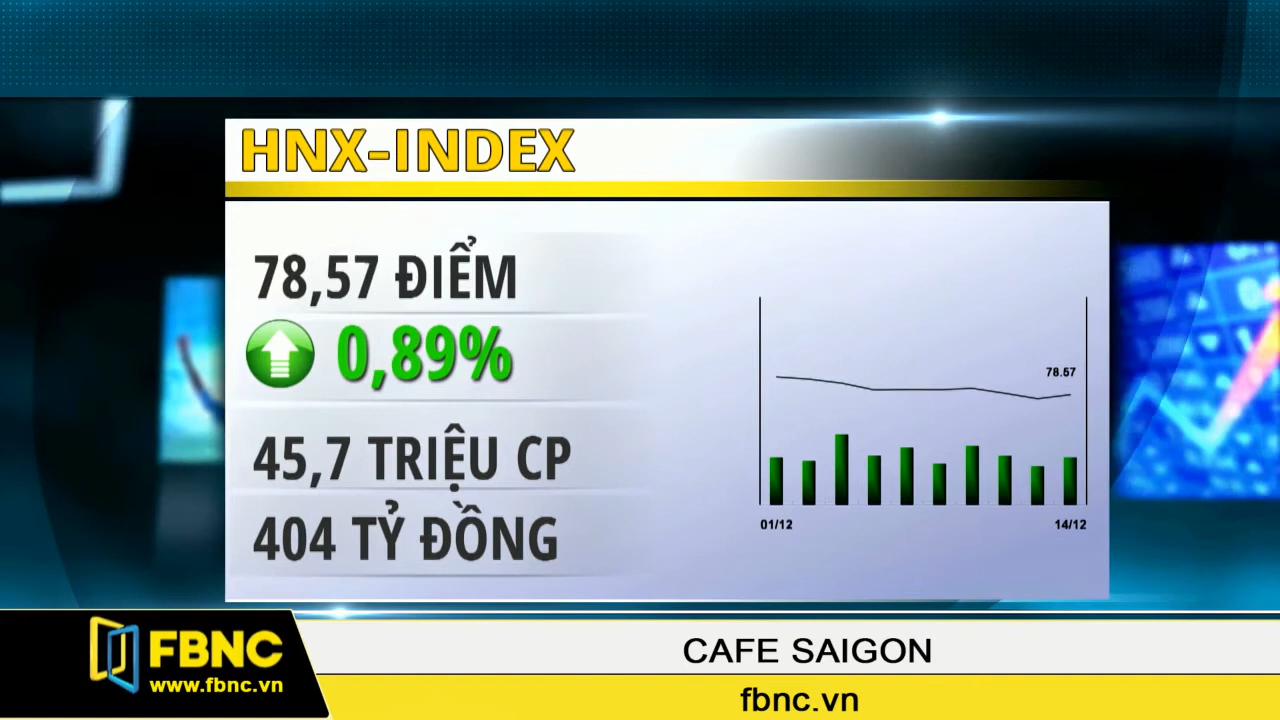 HNX-INDEX
78,57 ĐIỂM
0,89%
45,7 TRIỆU CP
404 TỶ ĐỒNG
78.57
01/12
14/12
FBNC
www.fbnc.vn
CAFE SAIGON
fbnc.vn